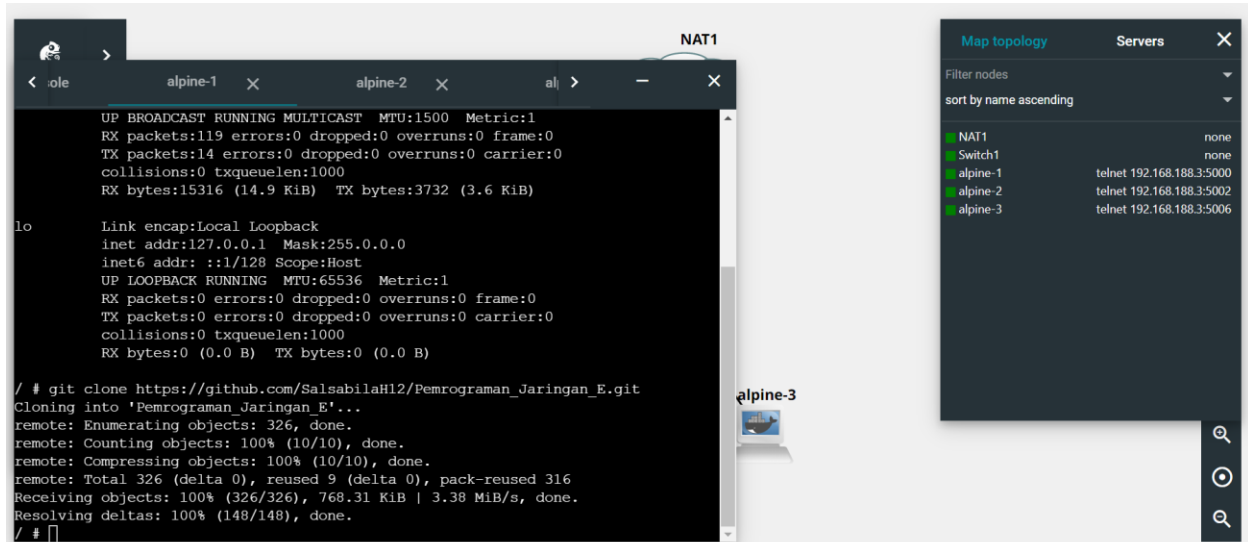 NAT1
ole
alpine-1
alpine-2
al
UP BROADCAST RUNNING MULTICAST  MTU:1500  Metric:1
RX packets:119 errors:0 dropped:0 overruns:0 frame:0
TX packets:14 errors:0 dropped:0 overruns:0 carrier:0
collisions:0 txqueuelen:1000
RX bytes:15316 (14.9 KiB)  TX bytes:3732 (3.6 KiB)
lo        Link encap:Local Loopback
inet addr:127.0.0.1  Mask:255.0.0.0
inet6 addr: ::1/128 Scope:Host
UP LOOPBACK RUNNING  MTU:65536  Metric:1
RX packets:0 errors:0 dropped:0 overruns:0 frame:0
TX packets:0 errors:0 dropped:0 overruns:0 carrier:0
collisions:0 txqueuelen:1000
RX bytes:0 (0.0 B)  TX bytes:0 (0.0 B)
/ # git clone https://github.com/SalsabilaH12/Pemrograman_Jaringan_E.git
Cloning into 'Pemrograman_Jaringan_E'...
remote: Enumerating objects: 326, done.
remote: Counting objects: 100% (10/10), done.
remote: Compressing objects: 100% (10/10), done.
remote: Total 326 (delta 0), reused 9 (delta 0), pack-reused 316
Receiving objects: 100% (326/326), 768.31 KiB | 3.38 MiB/s, done.
Resolving deltas: 100% (148/148), done.
/ #
alpine-3
Map topology
Servers
Filter nodes
sort by name ascending
NAT1 none
Switch1 none
alpine-1 telnet 192.168.188.3:5000
alpine-2 telnet 192.168.188.3:5002
alpine-3 telnet 192.168.188.3:5006